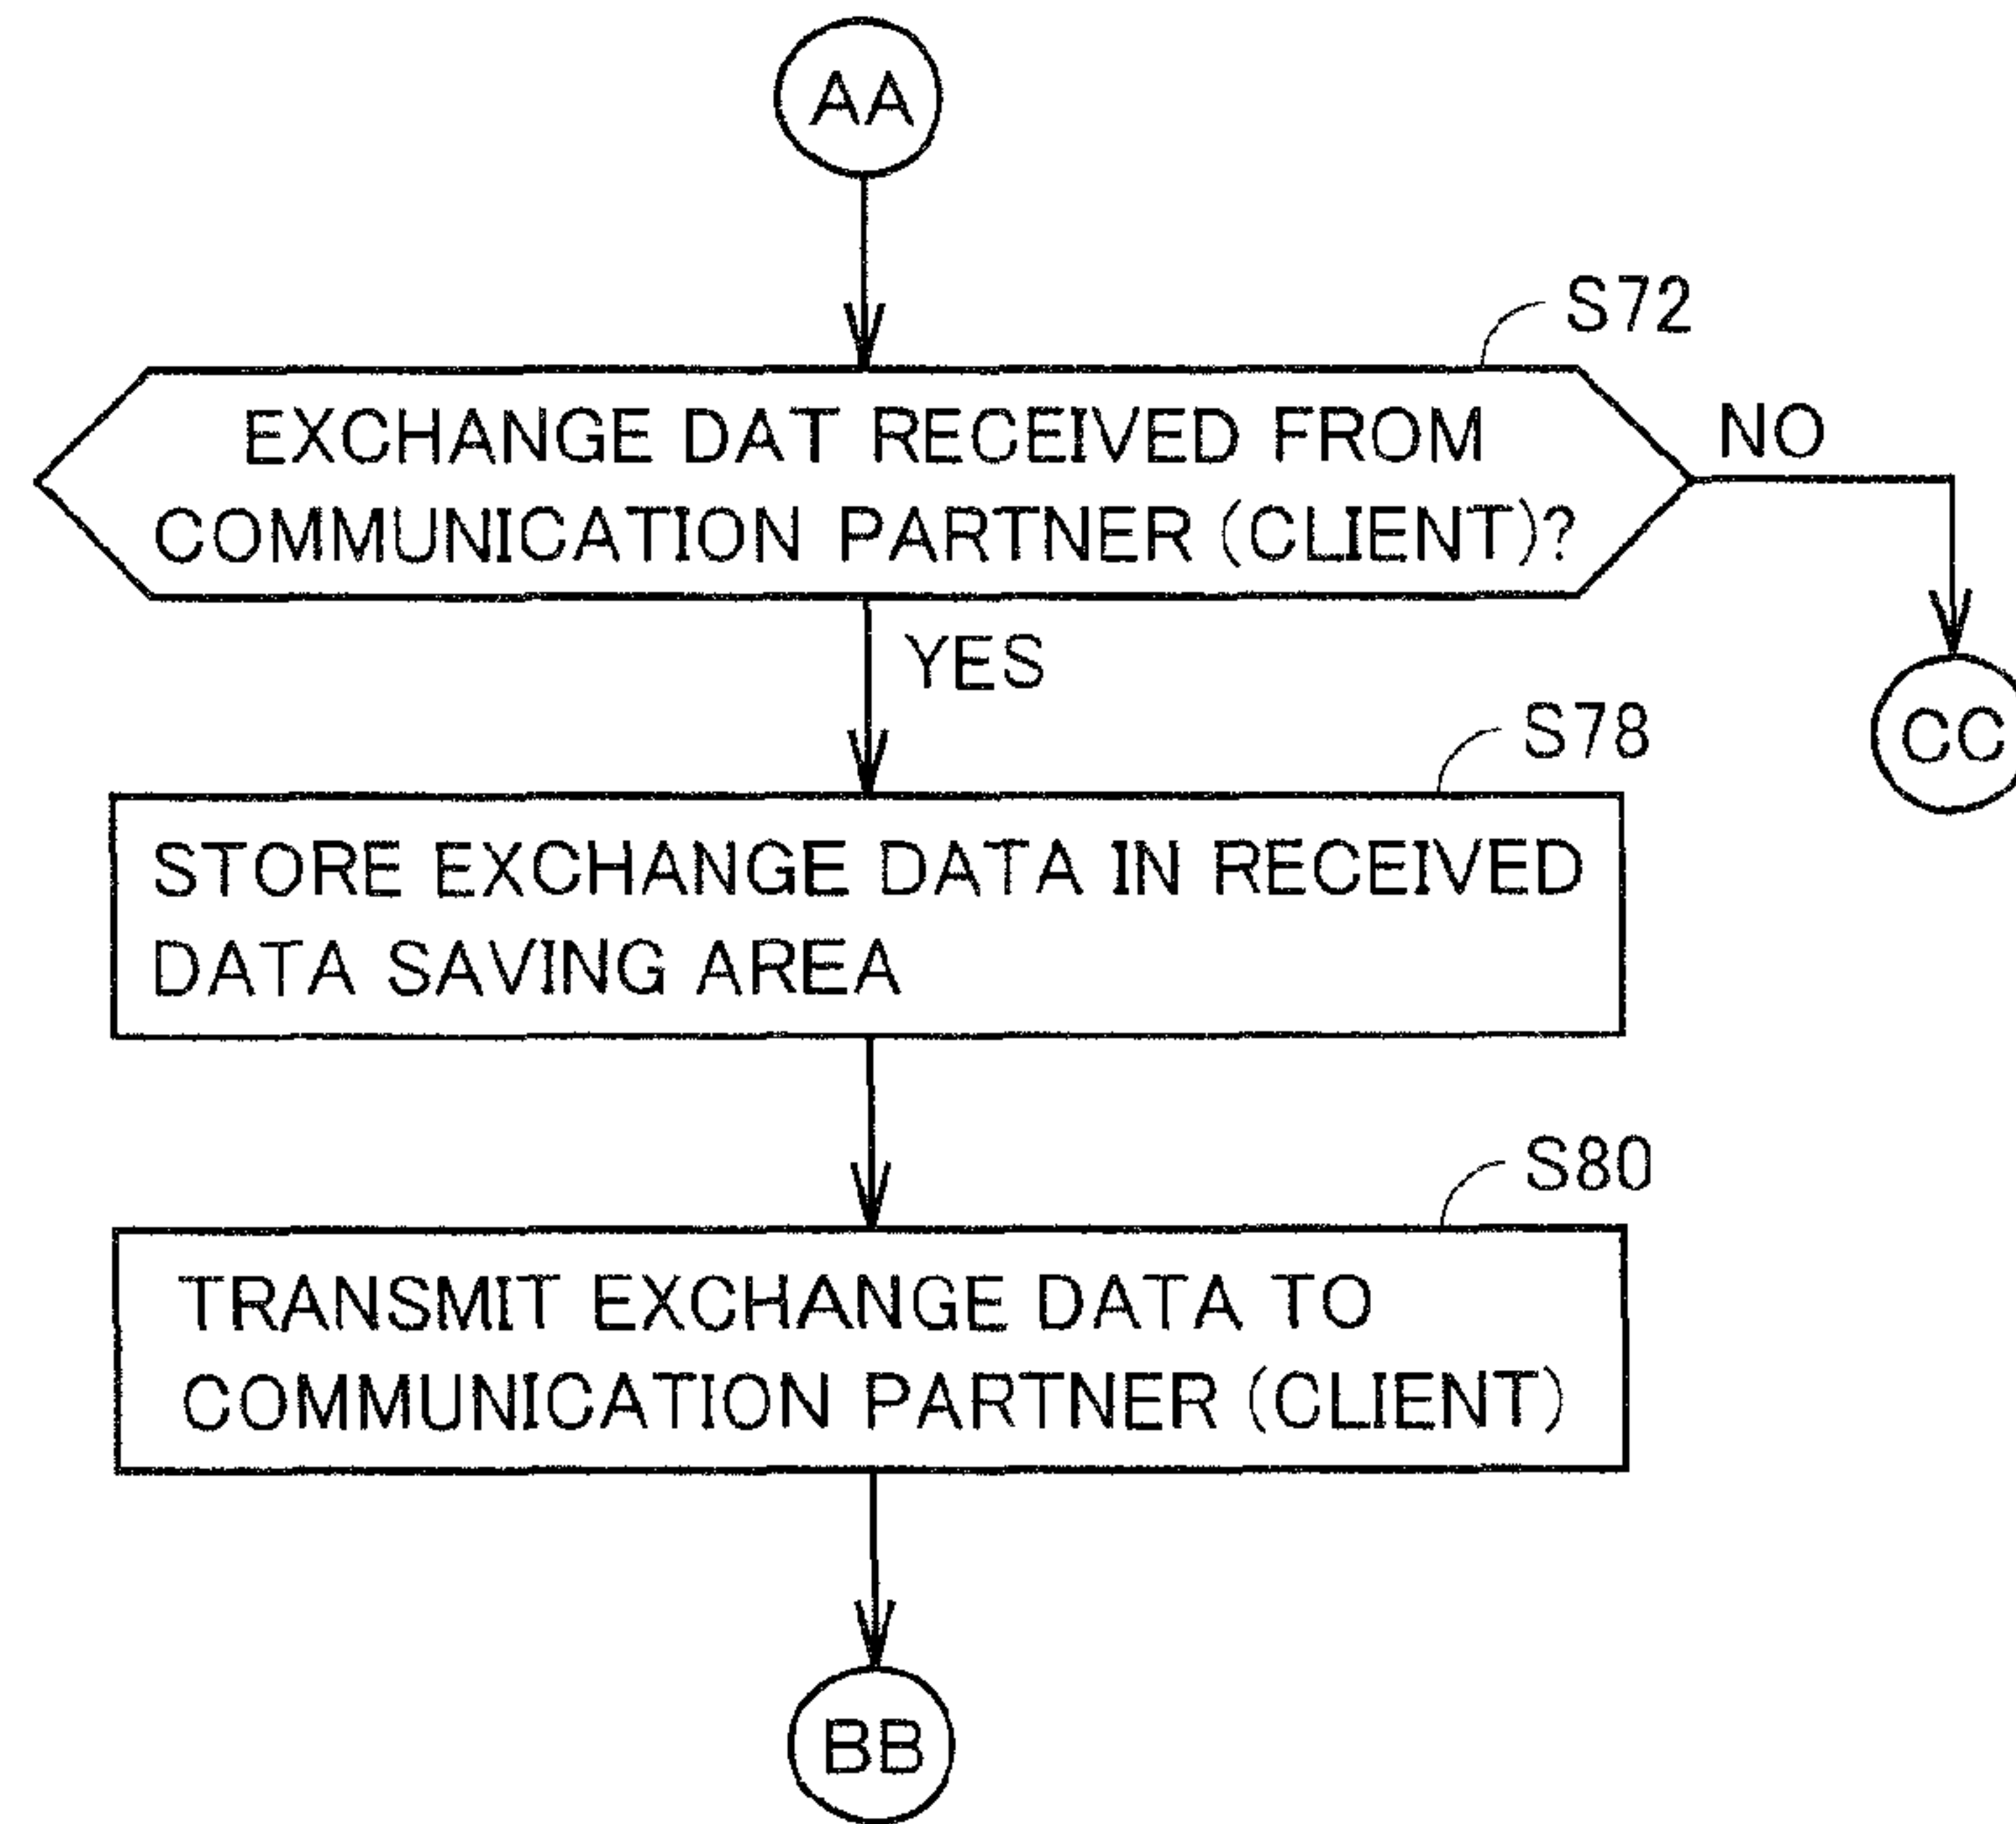 AA
S72
EXCHANGE DAT RECEIVED FROM
COMMUNICATION PARTNER (CLIENT)?
NO
YES
CC
S78
STORE EXCHANGE DATA IN RECEIVED
DATA SAVING AREA
S80
TRANSMIT EXCHANGE DATA TO
COMMUNICATION PARTNER (CLIENT)
BB